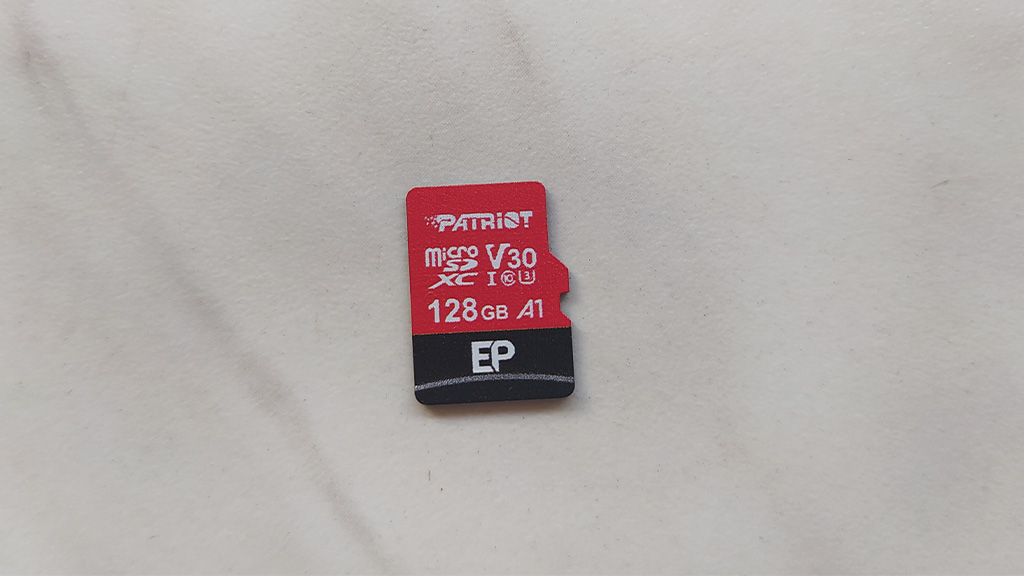 PATRIOT
micro SD XC V30
I 10 U3
128GB A1
EP